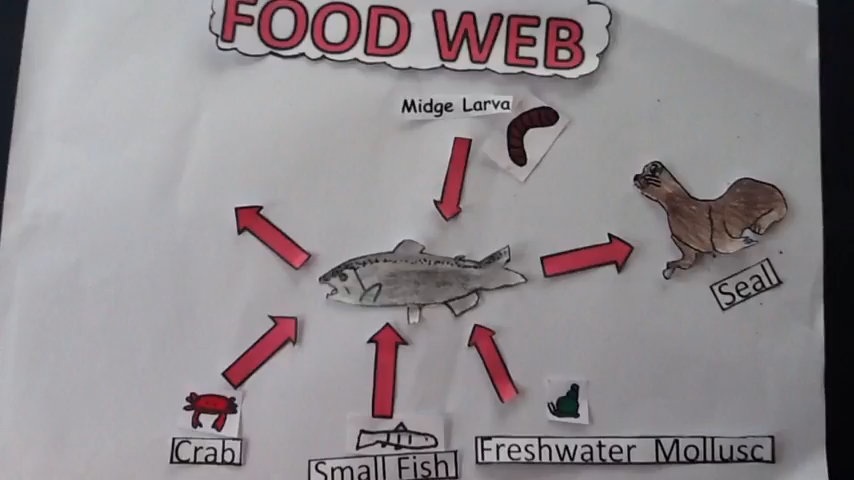 FOOD WEB
Midge Larva
Seal
Crab
Small Fish
Freshwater Mollusc